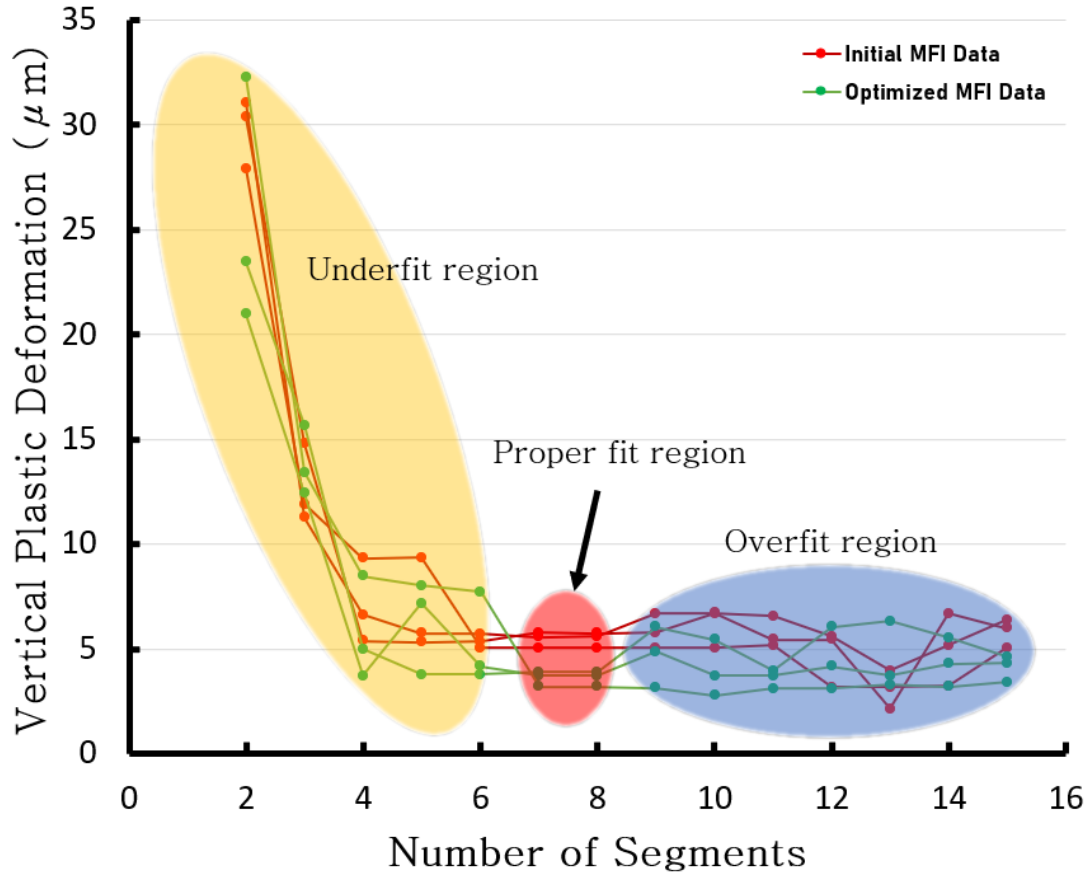 35
30
25
20
15
10
5
0
Vertical Plastic Deformation (μm)
Initial MFI Data
Optimized MFI Data
Underfit region
Proper fit region
Overfit region
0 2 4 6 8 10 12 14 16
Number of Segments